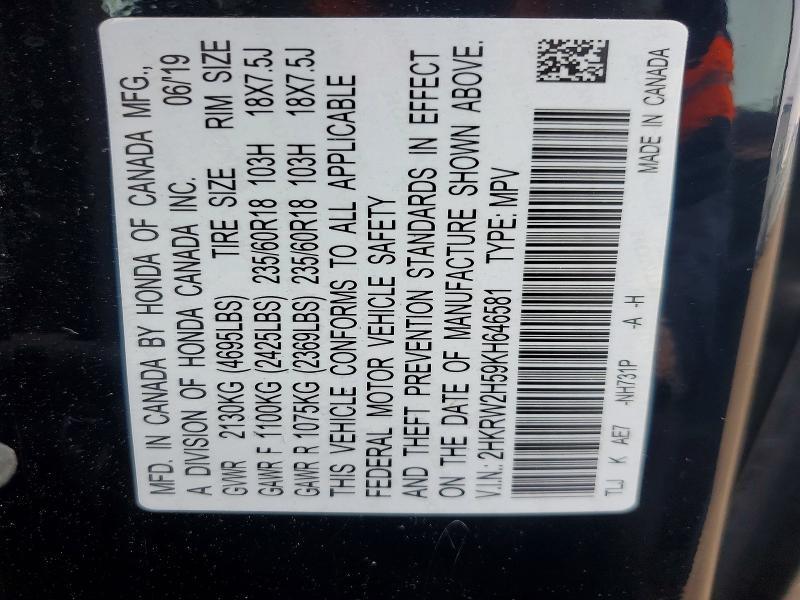 MFD. IN CANADA BY HONDA OF CANADA MFG.,
A DIVISION OF HONDA CANADA INC. 06/19
GVWR 2130KG (4695LBS) TIRE SIZE RIM SIZE
GAWR F 1100KG (2425LBS) 235/60R18 103H 18X7.5J
GAWR R 1075KG (2369LBS) 235/60R18 103H 18X7.5J
THIS VEHICLE CONFORMS TO ALL APPLICABLE
FEDERAL MOTOR VEHICLE SAFETY
AND THEFT PREVENTION STANDARDS IN EFFECT
ON THE DATE OF MANUFACTURE SHOWN ABOVE.
V.I.N.: 2HKRW2H59KH646581 TYPE: MPV
TLJ K AE7 -NH731P -A -H MADE IN CANADA